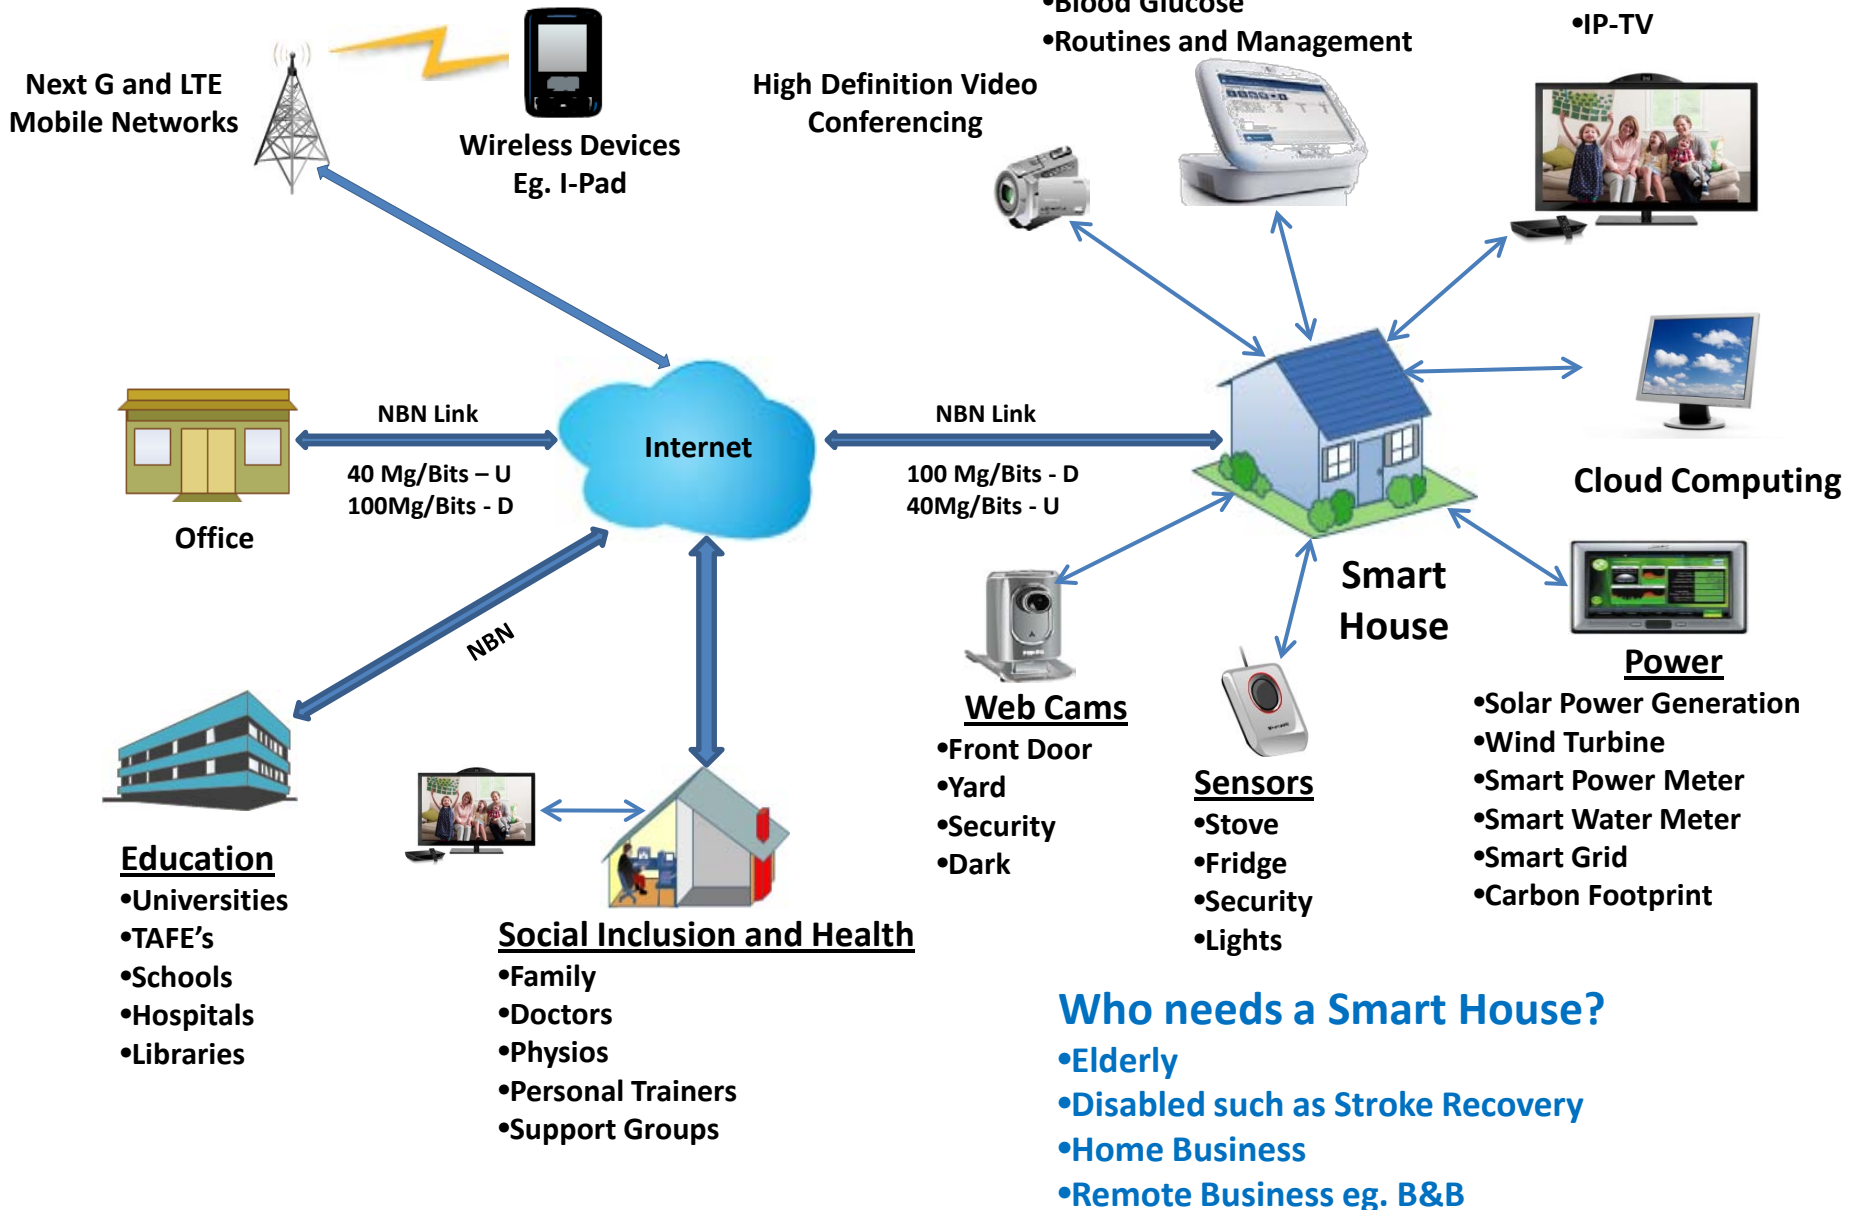 •Blood Glucose
•Routines and Management
•IP-TV
Next G and LTE
Mobile Networks
Wireless Devices
Eg. I-Pad
High Definition Video
Conferencing
NBN Link
40 Mg/Bits – U
100Mg/Bits - D
Office
Internet
NBN Link
100 Mg/Bits - D
40Mg/Bits - U
Cloud Computing
Smart
House
NBN
Education
•Universities
•TAFE's
•Schools
•Hospitals
•Libraries
Social Inclusion and Health
•Family
•Doctors
•Physios
•Personal Trainers
•Support Groups
Web Cams
•Front Door
•Yard
•Security
•Dark
Sensors
•Stove
•Fridge
•Security
•Lights
Power
•Solar Power Generation
•Wind Turbine
•Smart Power Meter
•Smart Water Meter
•Smart Grid
•Carbon Footprint
Who needs a Smart House?
•Elderly
•Disabled such as Stroke Recovery
•Home Business
•Remote Business eg. B&B